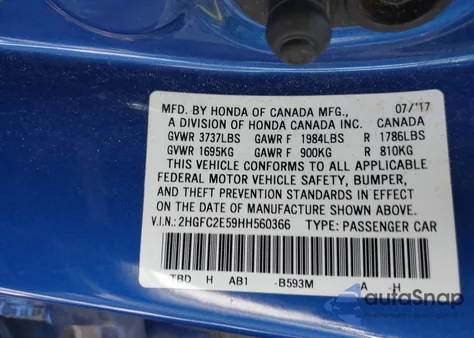 MFD. BY HONDA OF CANADA MFG., 07/'17
A DIVISION OF HONDA CANADA INC. CANADA
GVWR 3737LBS GAWR F 1984LBS R 1786LBS
GVWR 1695KG GAWR F 900KG R 810KG
THIS VEHICLE CONFORMS TO ALL APPLICABLE
FEDERAL MOTOR VEHICLE SAFETY, BUMPER,
AND THEFT PREVENTION STANDARDS IN EFFECT
ON THE DATE OF MANUFACTURE SHOWN ABOVE.
V.I.N.: 2HGFC2E59HH560366 TYPE: PASSENGER CAR
TBD H AB1 -B593M A -H
autoSnap